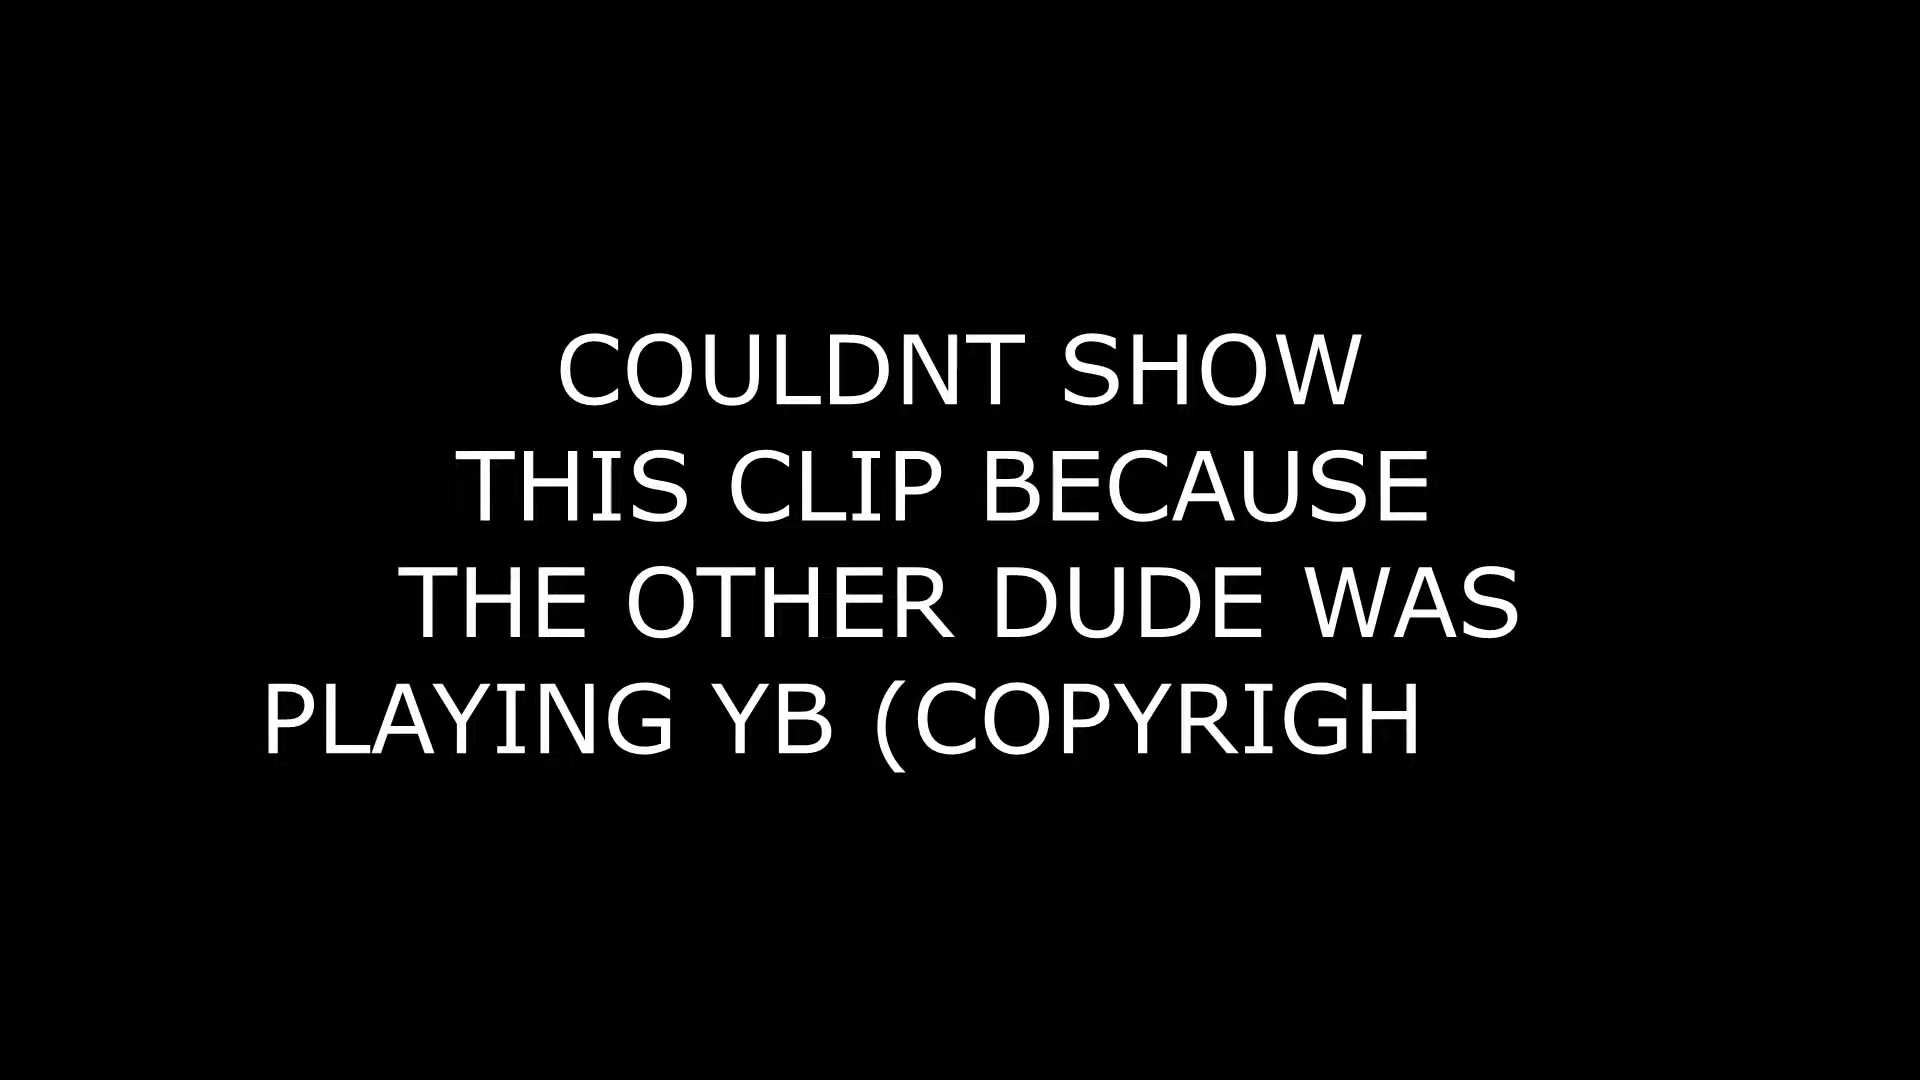 COULDNT SHOW
THIS CLIP BECAUSE
THE OTHER DUDE WAS
PLAYING YB (COPYRIGH